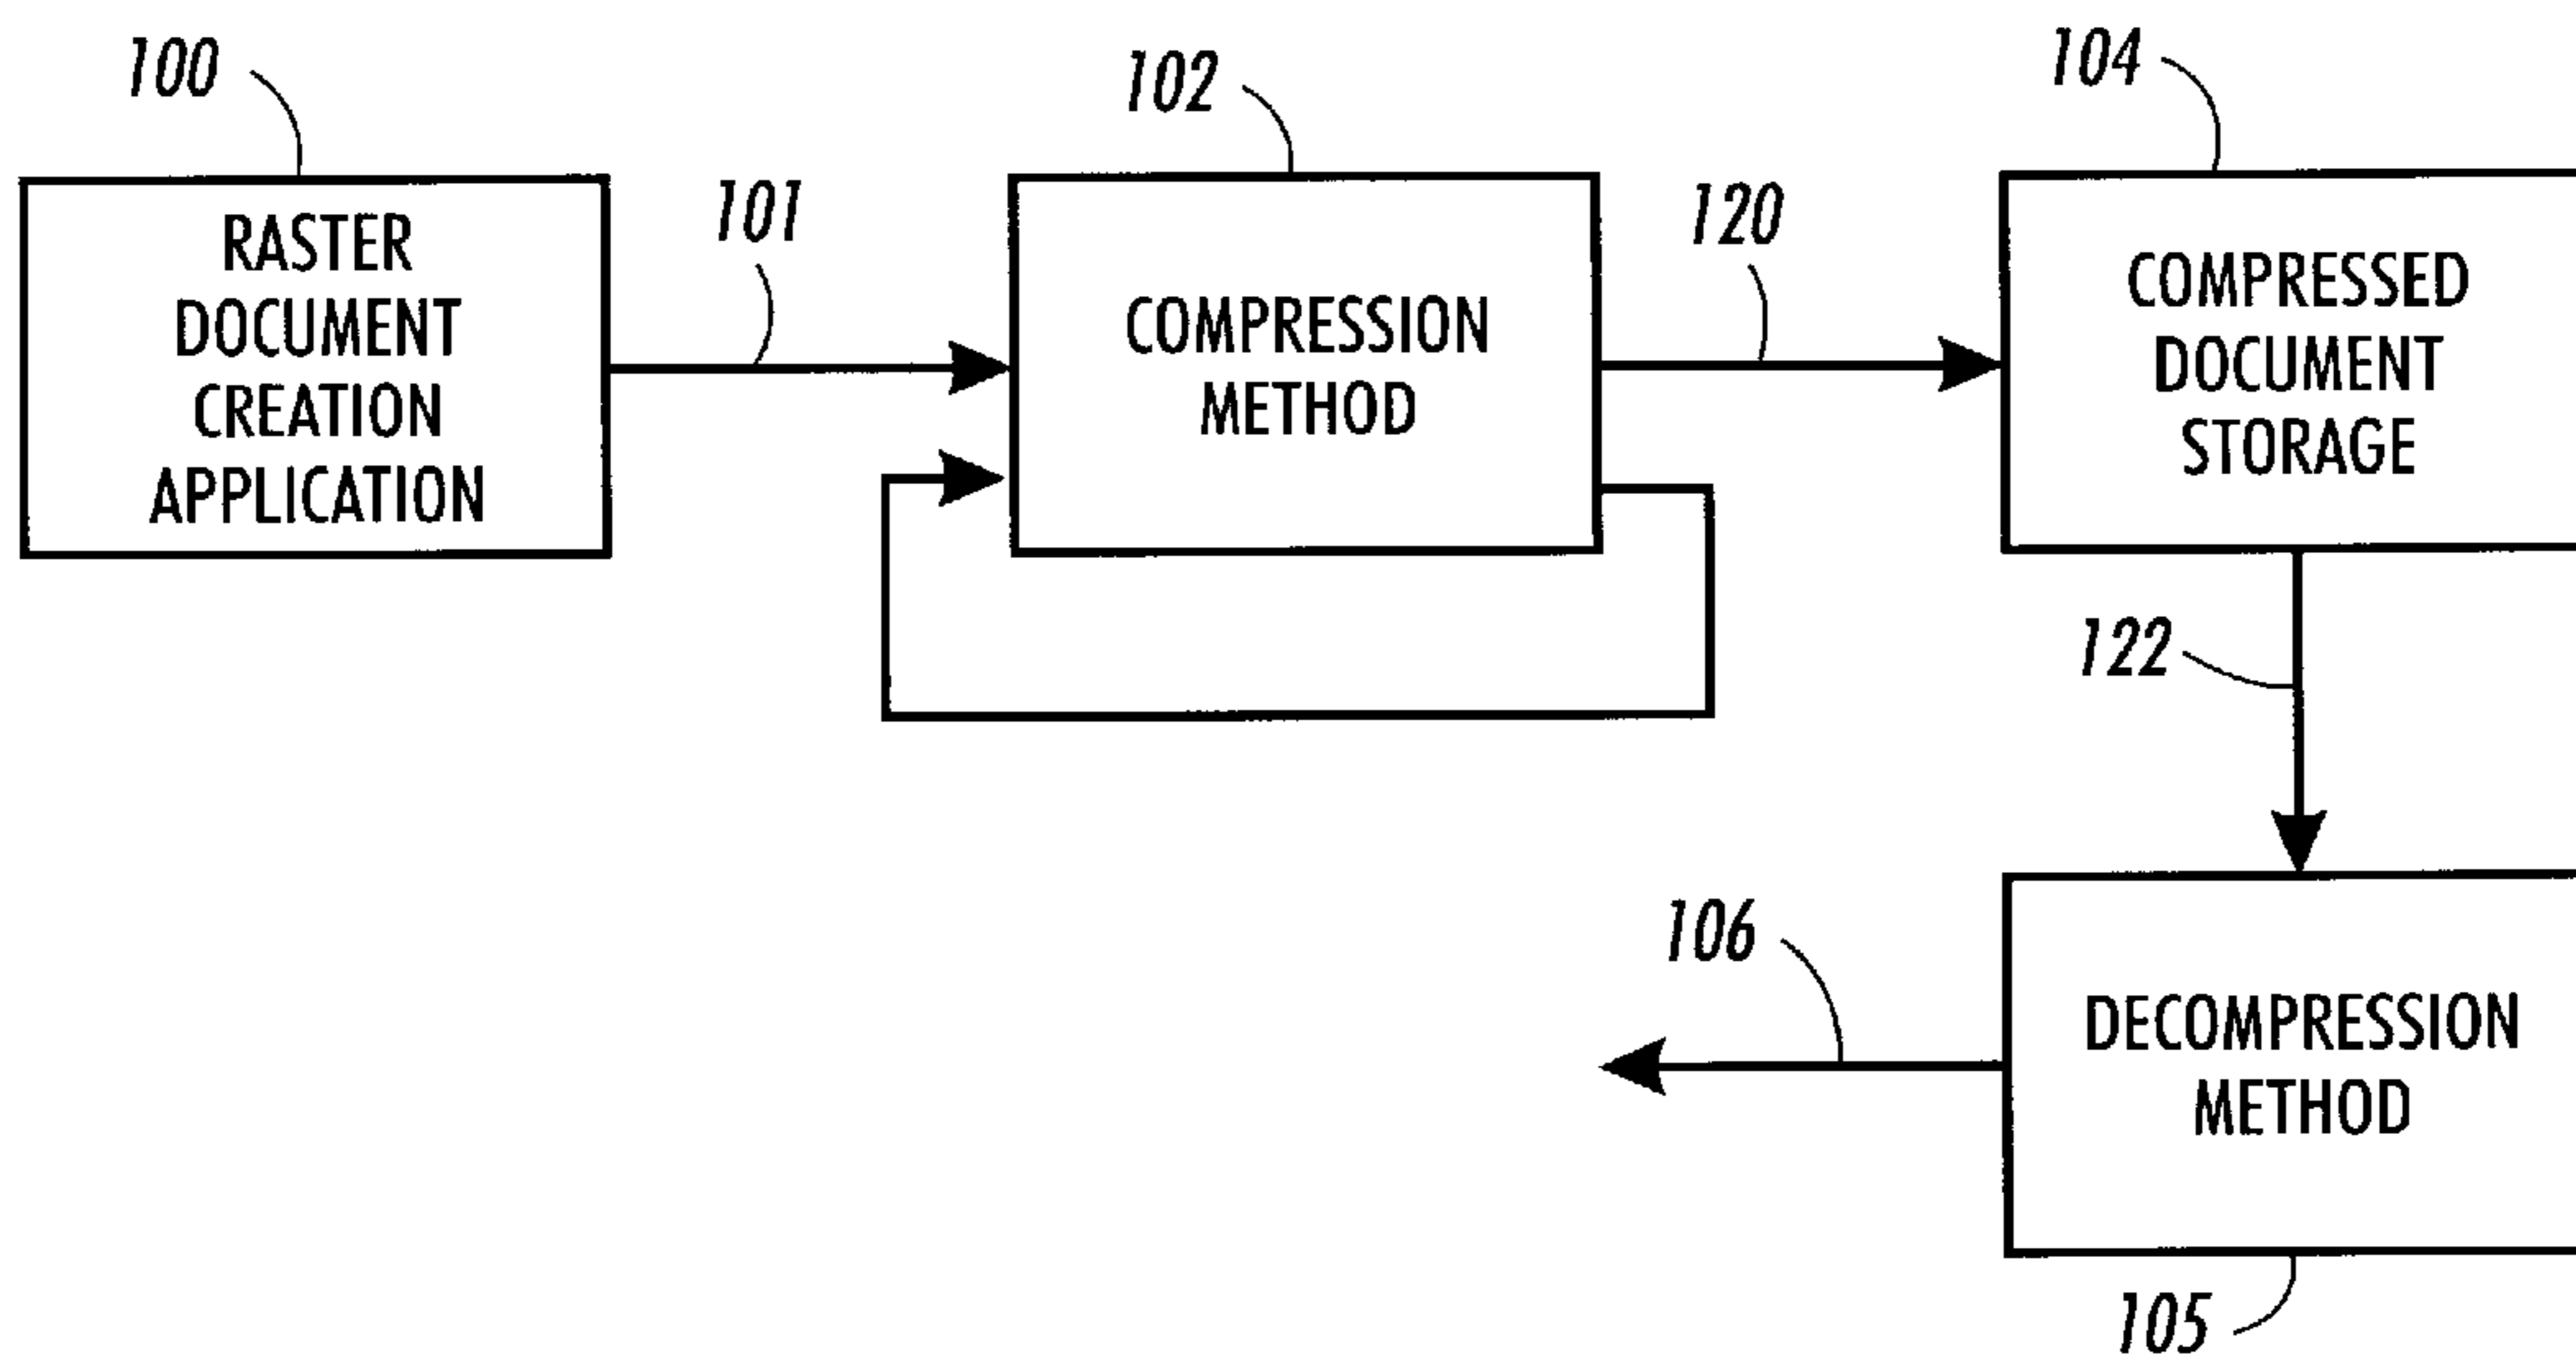 100
RASTER
DOCUMENT
CREATION
APPLICATION
101
102
COMPRESSION
METHOD
120
104
COMPRESSED
DOCUMENT
STORAGE
122
106
DECOMPRESSION
METHOD
105